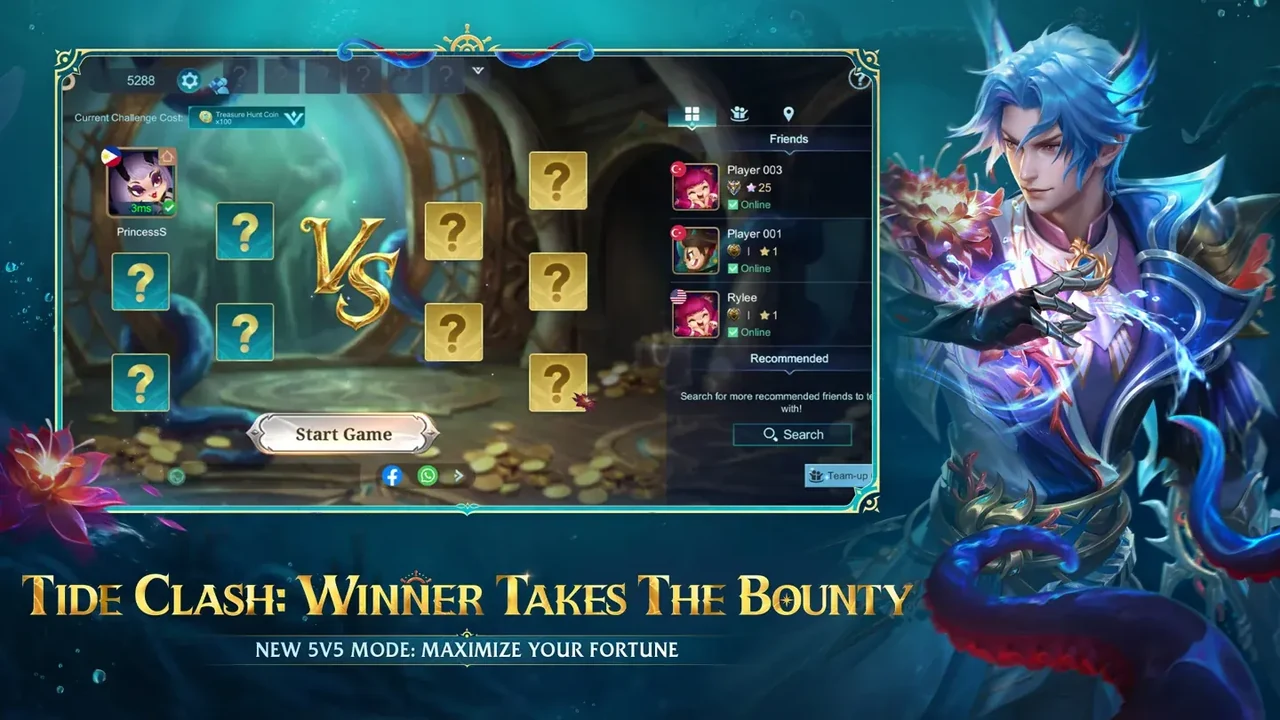 5288
Current Challenge Cost:
Treasure Hunt Coin
x100
3ms
PrincessS
?
?
?
?
VS
?
?
?
?
?
Start Game
?
Friends
Player 003
25
Online
Player 001
1
Online
Rylee
1
Online
Recommended
Search for more recommended friends to te
with!
Search
Team-up
TIDE CLASH: WINNER TAKES THE BOUNTY
NEW 5V5 MODE: MAXIMIZE YOUR FORTUNE